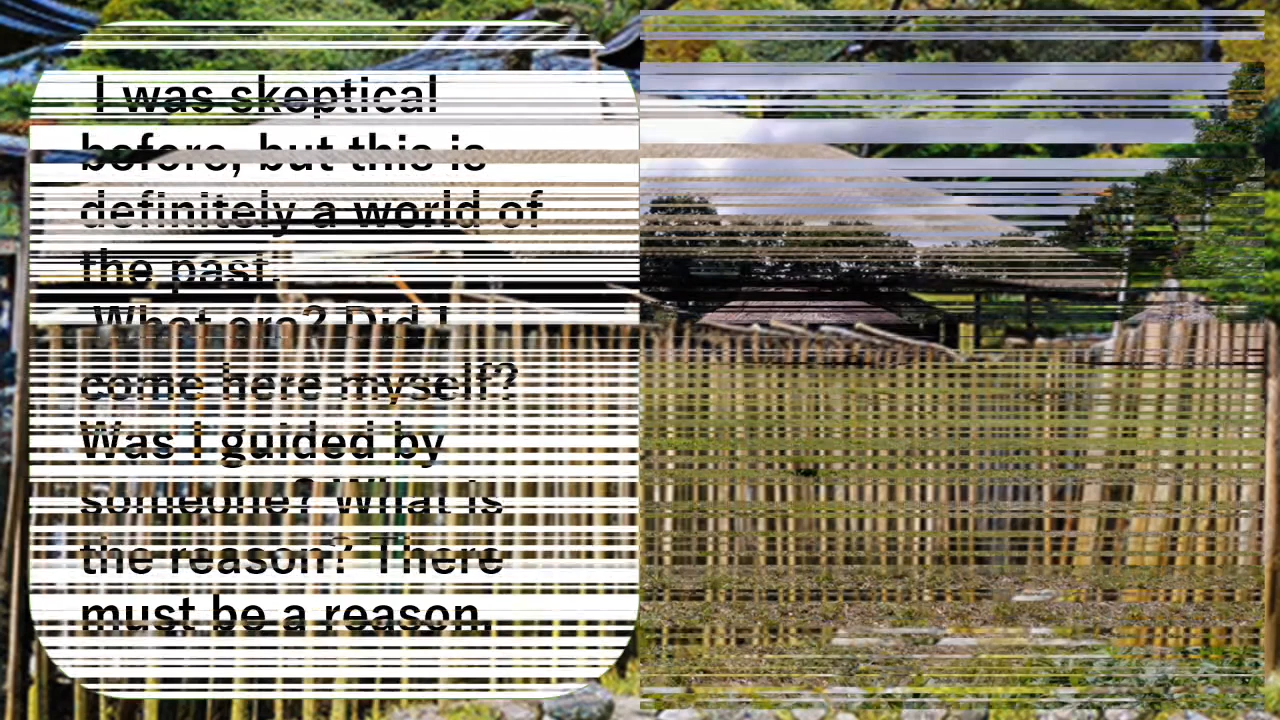 I was skeptical
before, but this is
definitely a world of
the past.
What era? Did I
come here myself?
Was I guided by
someone? What is
the reason? There
must be a reason.